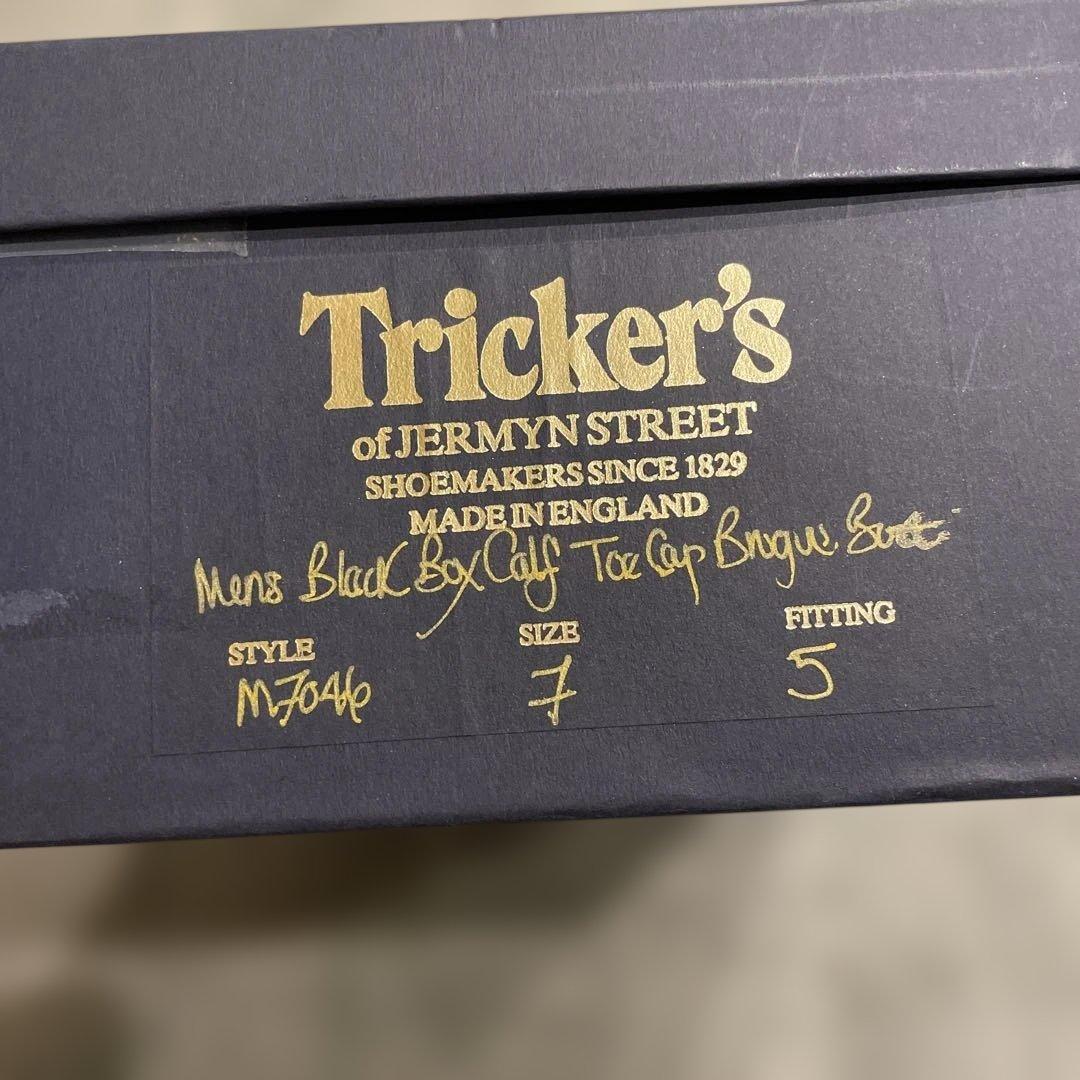 Tricker's
of JERMYN STREET
SHOEMAKERS SINCE 1829
MADE IN ENGLAND
Mens Black Box Calf Toe Cap Brogue
STYLE SIZE FITTING
M7046 7 5